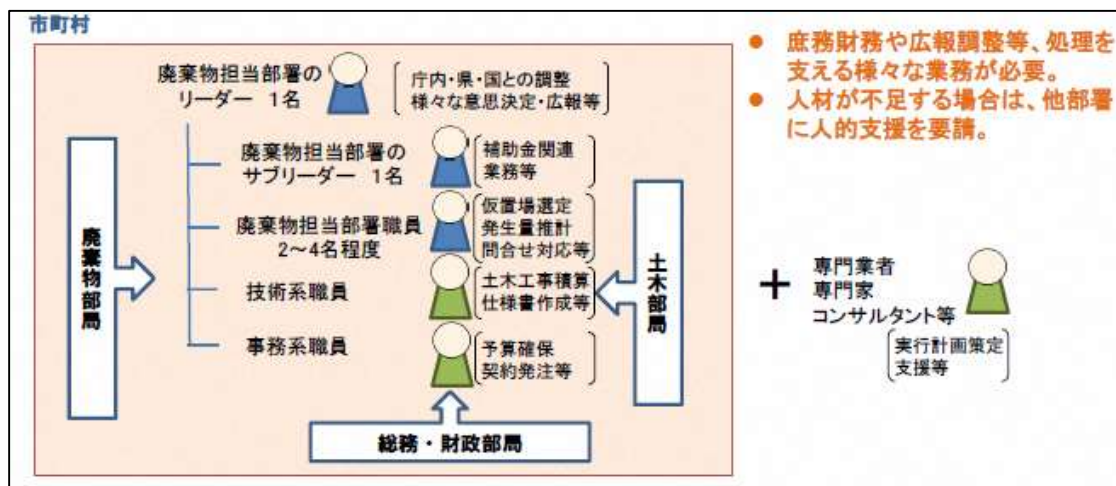 市町村
廃棄物担当部署の
リーダー 1名
庁内・県・国との調整
様々な意思決定・広報等
廃棄物担当部署の
サブリーダー 1名
補助金関連
業務等
廃棄物担当部署職員
2～4名程度
仮置場選定
発生量推計
問合せ対応等
技術系職員
土木工事積算
仕様書作成等
事務系職員
予算確保
契約発注等
廃棄物部局
土木部局
総務・財政部局
● 庶務財務や広報調整等、処理を
支える様々な業務が必要。
● 人材が不足する場合は、他部署
に人的支援を要請。
+
専門業者
専門家
コンサルタント等
実行計画策定
支援等